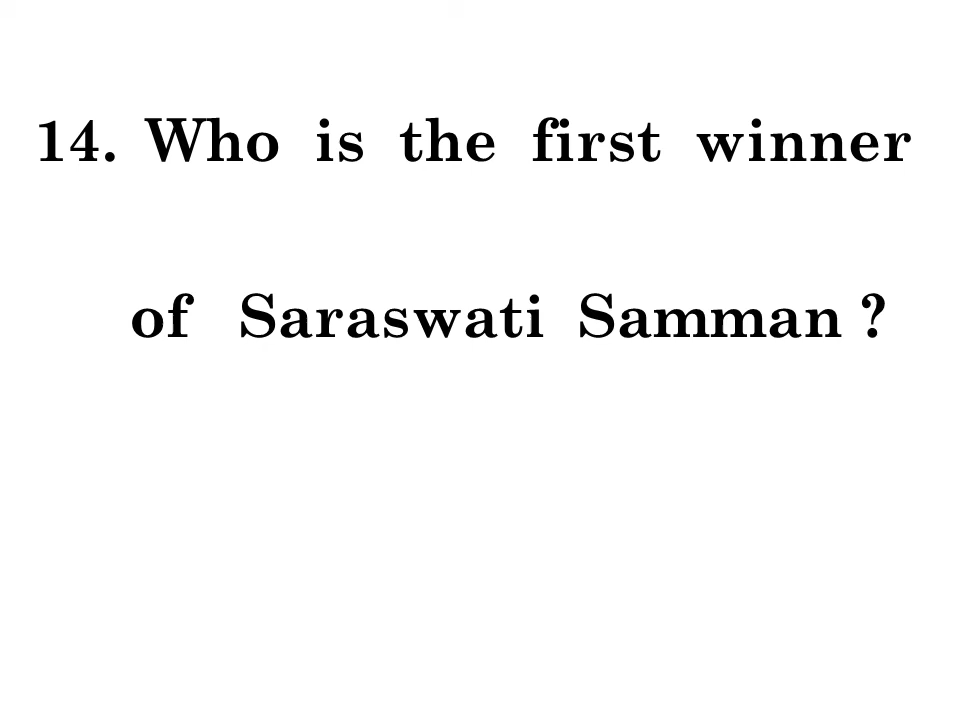 14. Who is the first winner
of Saraswati Samman ?